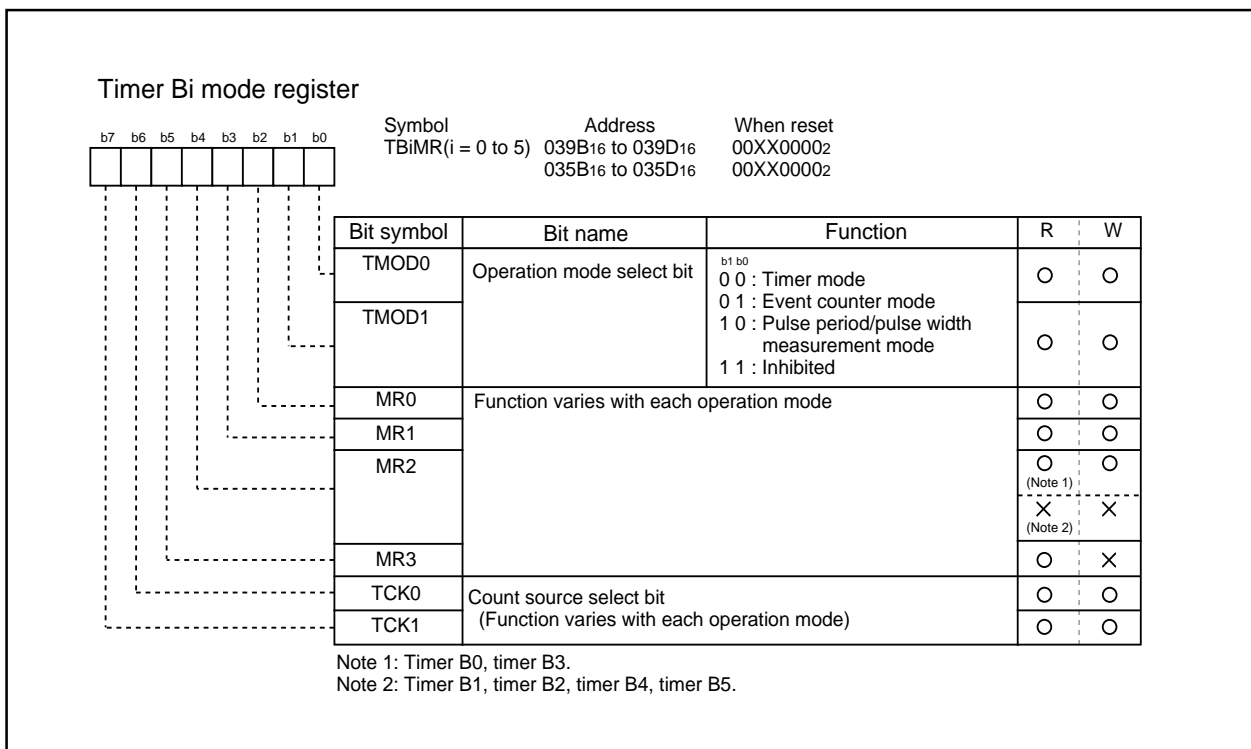 Timer Bi mode register
Symbol Address When reset
TBiMR(i = 0 to 5) 039B16 to 039D16 00XX00002
035B16 to 035D16 00XX00002
b7 b6 b5 b4 b3 b2 b1 b0
Bit symbol Bit name Function R W
TMOD0 Operation mode select bit b1 b0
0 0 : Timer mode
0 1 : Event counter mode
TMOD1 1 0 : Pulse period/pulse width
measurement mode
1 1 : Inhibited
MR0 Function varies with each operation mode
MR1
MR2
(Note 1)
(Note 2)
MR3
TCK0 Count source select bit
TCK1 (Function varies with each operation mode)
Note 1: Timer B0, timer B3.
Note 2: Timer B1, timer B2, timer B4, timer B5.